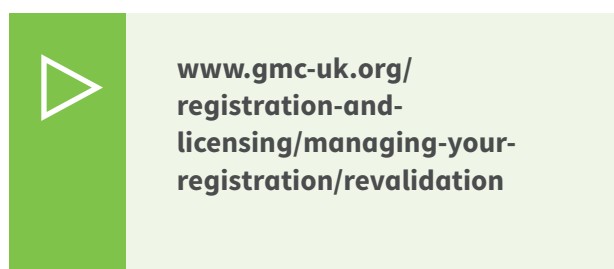 www.gmc-uk.org/
registration-and-
licensing/managing-your-
registration/revalidation